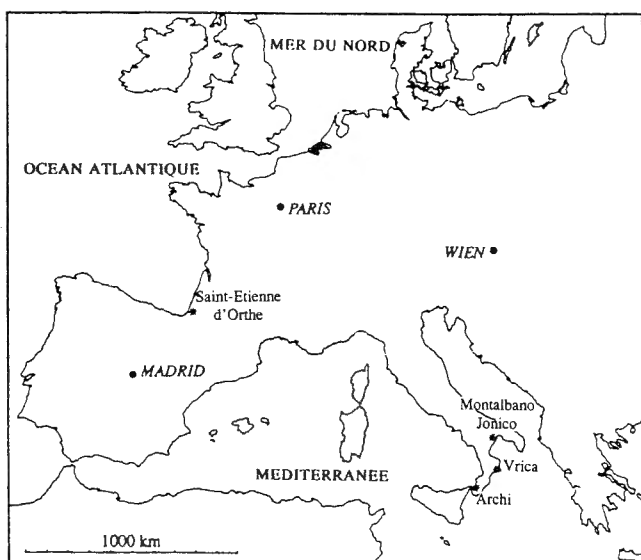 MER DU NORD
OCEAN ATLANTIQUE
PARIS
WIEN
Saint-Etienne
d'Orthe
MADRID
Montalbano
Jonico
MEDITERRANEE
Vrica
Archi
1000 km